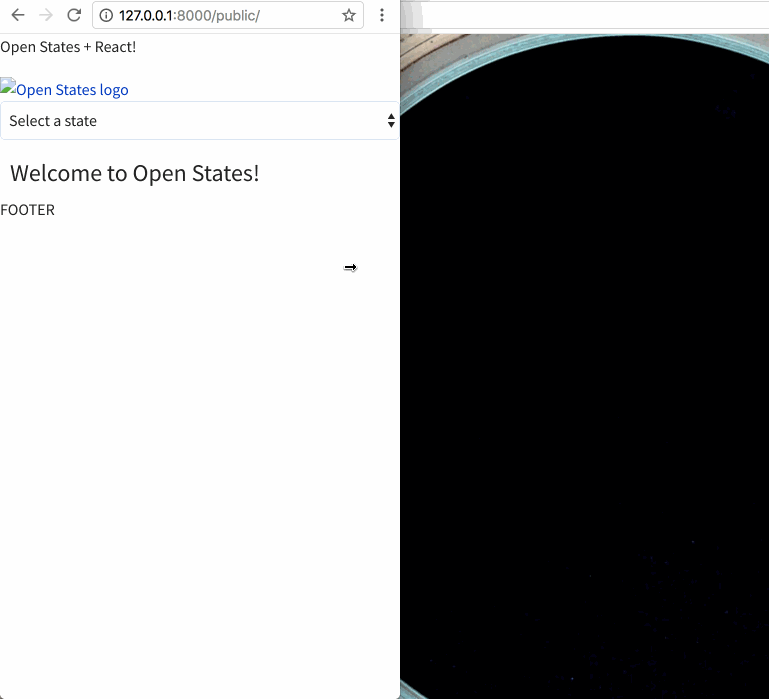 127.0.0.1:8000/public/
Open States + React!
Open States logo
Select a state
Welcome to Open States!
FOOTER